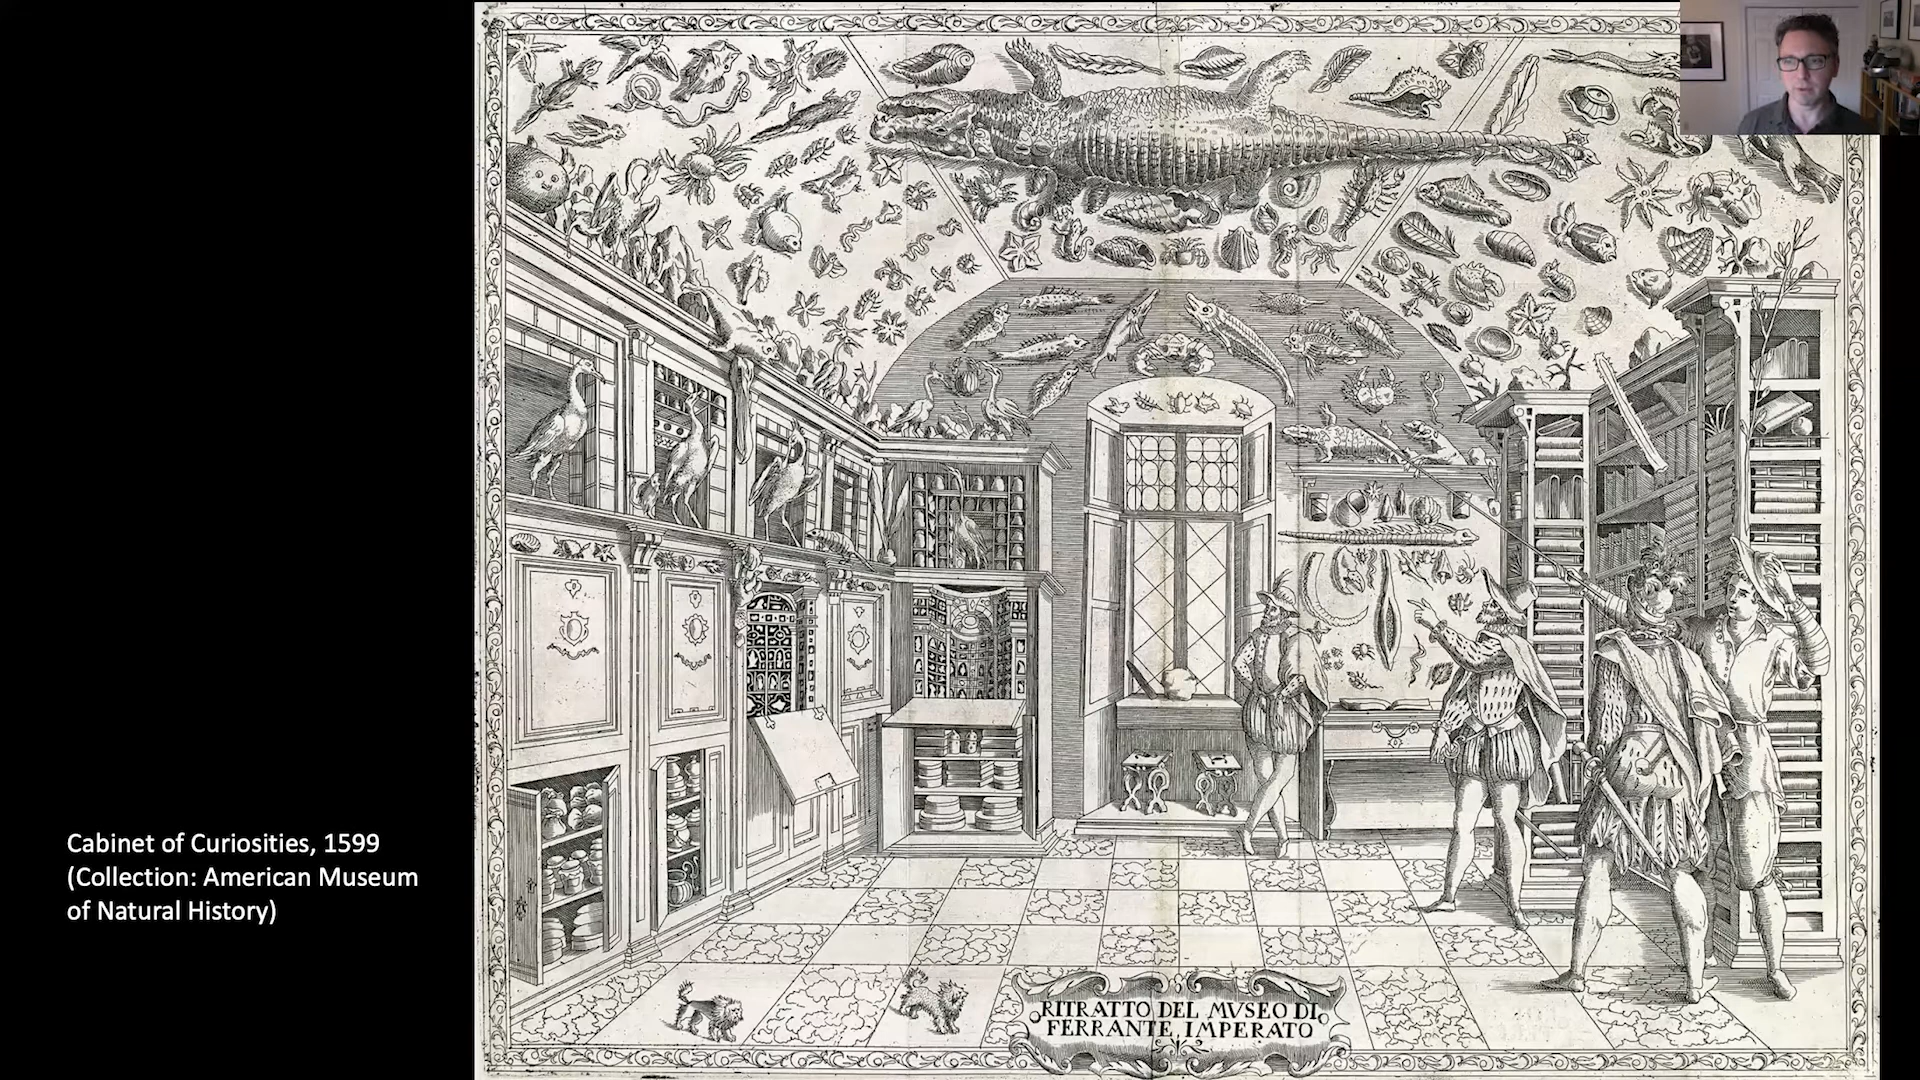 Cabinet of Curiosities, 1599
(Collection: American Museum
of Natural History)
RITRATTO DEL MVSEO DI
FERRANTE IMPERATO